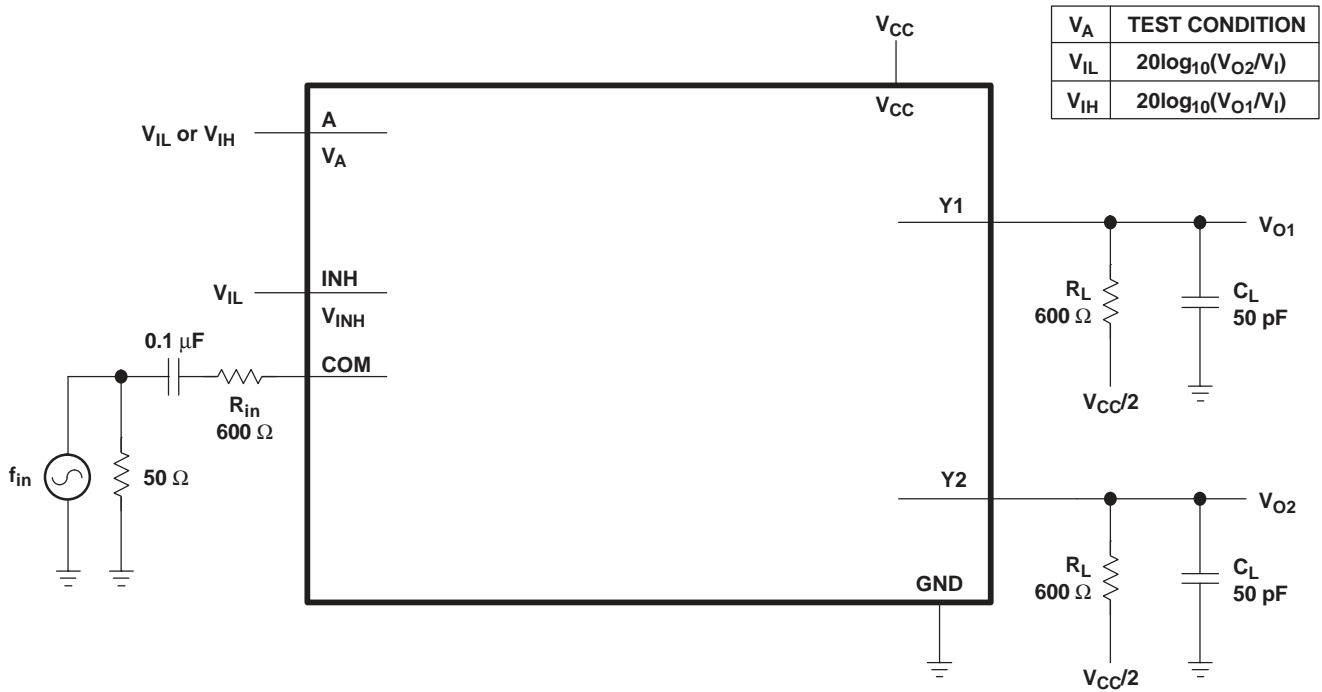 V_CC
V_A TEST CONDITION
V_IL 20log_10(V_O2/V_I)
V_IH 20log_10(V_O1/V_I)
V_CC
V_IL or V_IH
A
V_A
Y1
V_O1
V_IL
INH
V_INH
R_L
600 Ω
C_L
50 pF
0.1 μF
COM
R_in
600 Ω
V_CC/2
f_in
50 Ω
Y2
V_O2
R_L
600 Ω
C_L
50 pF
GND
V_CC/2